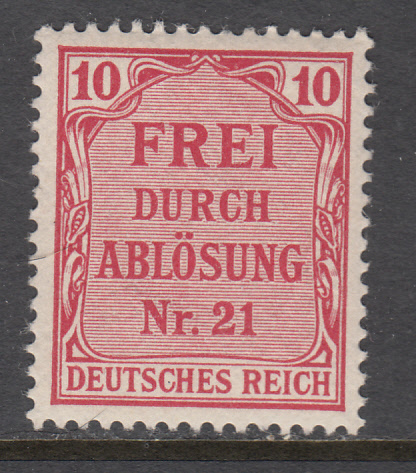 10 10
FREI
DURCH
ABLÖSUNG
Nr. 21
DEUTSCHES REICH